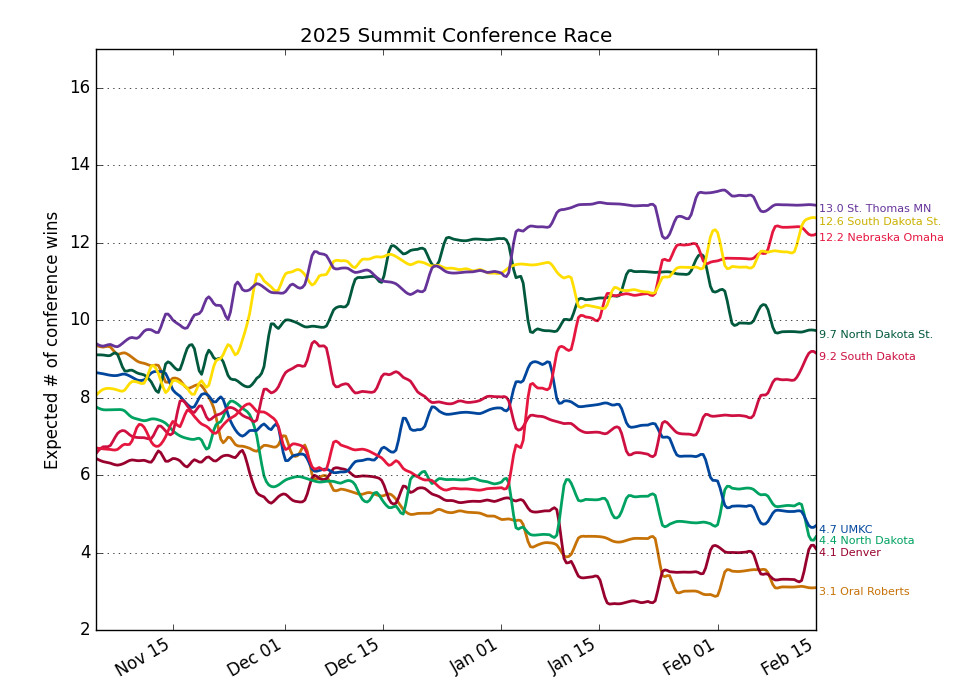 2025 Summit Conference Race
Expected # of conference wins
16
14
12
10
8
6
4
2
Nov 15
Dec 01
Dec 15
Jan 01
Jan 15
Feb 01
Feb 15
13.0 St. Thomas MN
12.6 South Dakota St.
12.2 Nebraska Omaha
9.7 North Dakota St.
9.2 South Dakota
4.7 UMKC
4.4 North Dakota
4.1 Denver
3.1 Oral Roberts